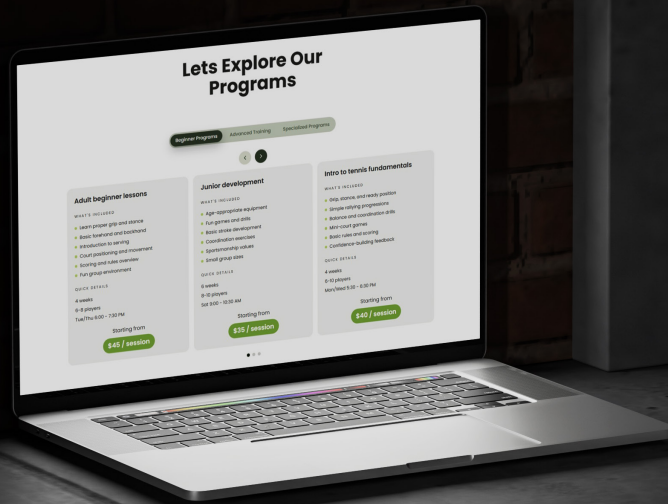 Lets Explore Our
Programs
Beginner Programs
Advanced Training
Specialized Programs
Adult beginner lessons
WHAT'S INCLUDED
Learn proper grip and stance
Basic forehand and backhand
Introduction to serving
Court positioning and movement
Scoring and rules overview
Fun group environment
QUICK DETAILS
4 weeks
6–8 players
Tue/Thu 6:00 – 7:30 PM
Starting from
$45 / session
Junior development
WHAT'S INCLUDED
Age-appropriate equipment
Fun games and drills
Basic stroke development
Coordination exercises
Sportsmanship values
Small group sizes
QUICK DETAILS
6 weeks
8–10 players
Sat 9:00 – 10:30 AM
Starting from
$35 / session
Intro to tennis fundamentals
WHAT'S INCLUDED
Grip, stance, and ready position
Simple rallying progressions
Balance and coordination drills
Mini-court games
Basic rules and scoring
Confidence-building feedback
QUICK DETAILS
4 weeks
6–10 players
Mon/Wed 5:30 – 6:30 PM
Starting from
$40 / session